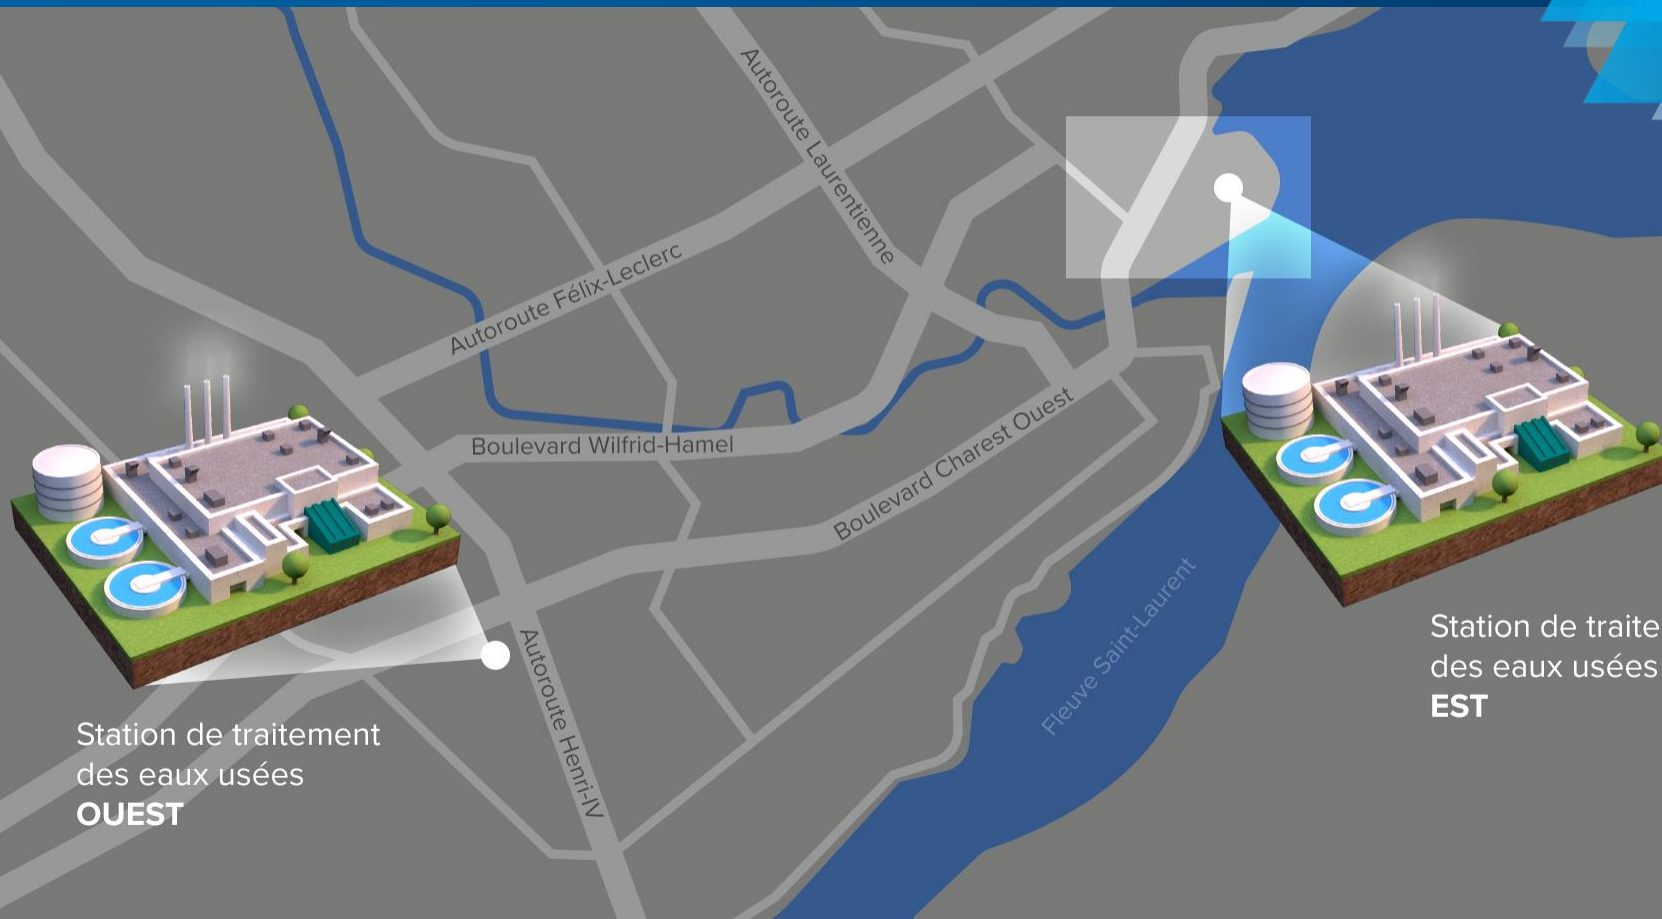 Autoroute Laurentienne
Autoroute Félix-Leclerc
Boulevard Wilfrid-Hamel
Boulevard Charest Ouest
Autoroute Henri-IV
Fleuve Saint-Laurent
Station de traitement
des eaux usées
OUEST
Station de traite
des eaux usées
EST